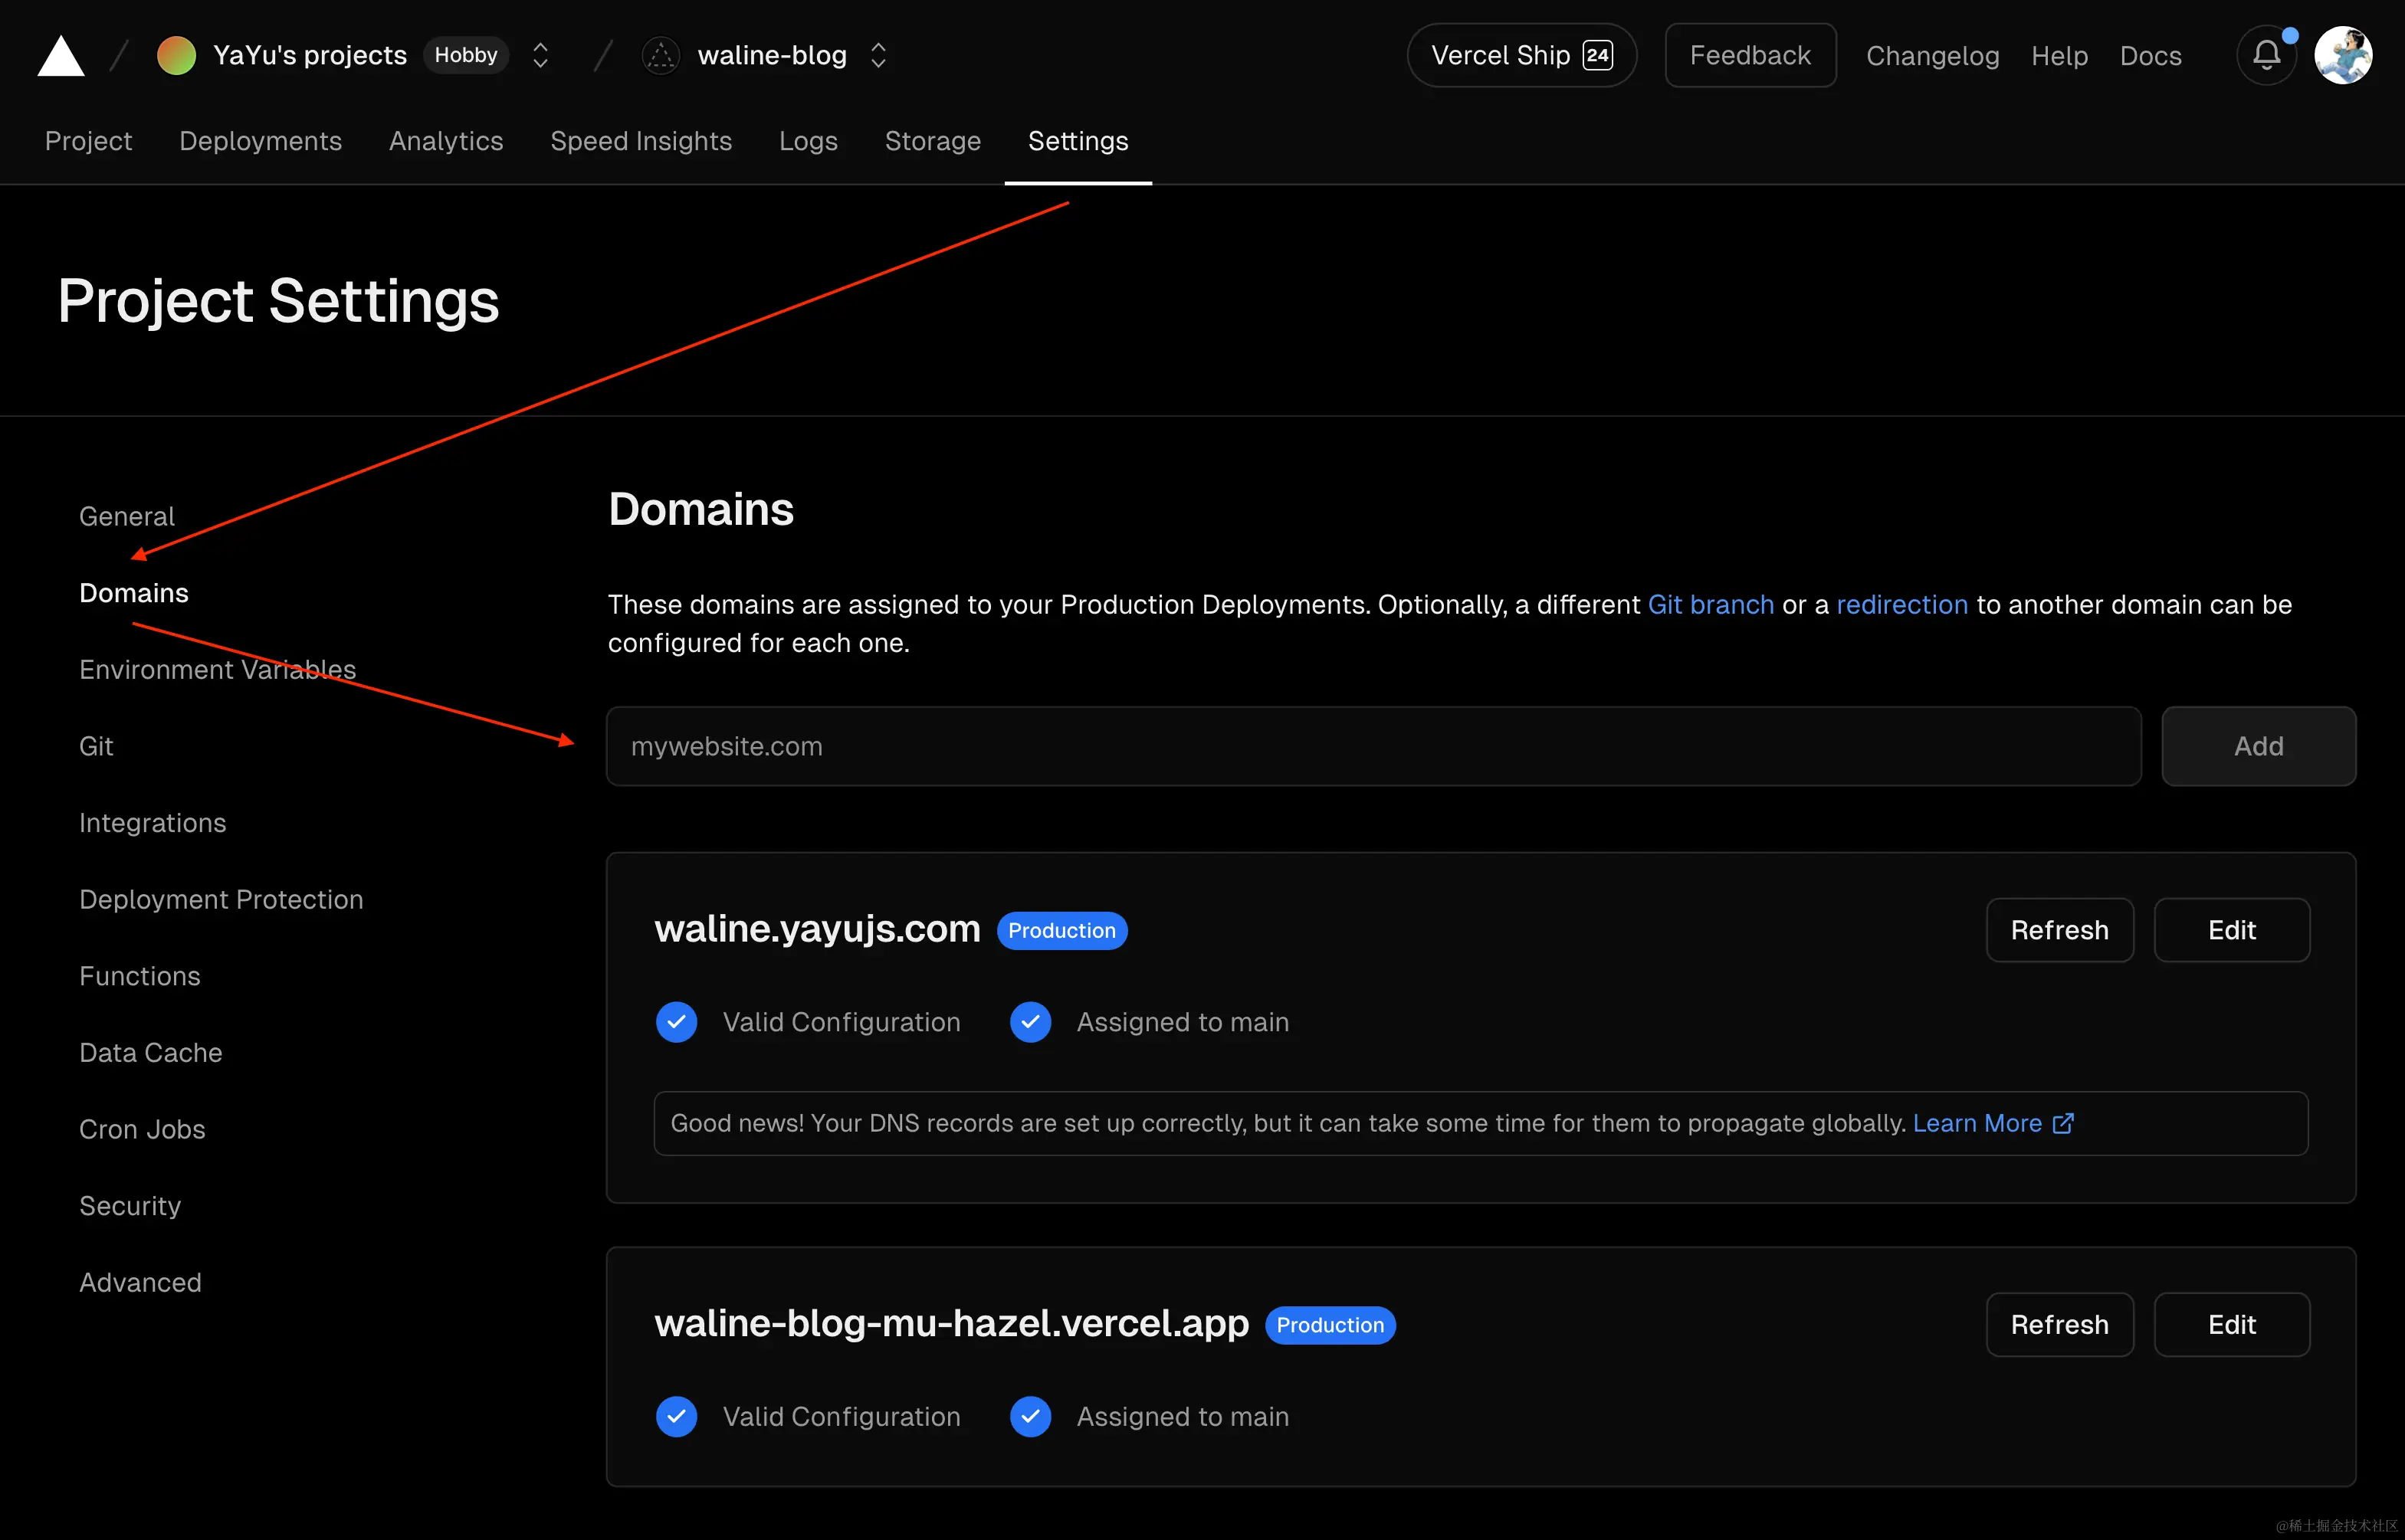 YaYu's projects Hobby waline-blog Vercel Ship 24 Feedback Changelog Help Docs
Project Deployments Analytics Speed Insights Logs Storage Settings
Project Settings
General
Domains
Environment Variables
Git
Integrations
Deployment Protection
Functions
Data Cache
Cron Jobs
Security
Advanced
Domains
These domains are assigned to your Production Deployments. Optionally, a different Git branch or a redirection to another domain can be
configured for each one.
mywebsite.com Add
waline.yayujs.com Production Refresh Edit
Valid Configuration Assigned to main
Good news! Your DNS records are set up correctly, but it can take some time for them to propagate globally. Learn More
waline-blog-mu-hazel.vercel.app Production Refresh Edit
Valid Configuration Assigned to main
@稀土掘金技术社区